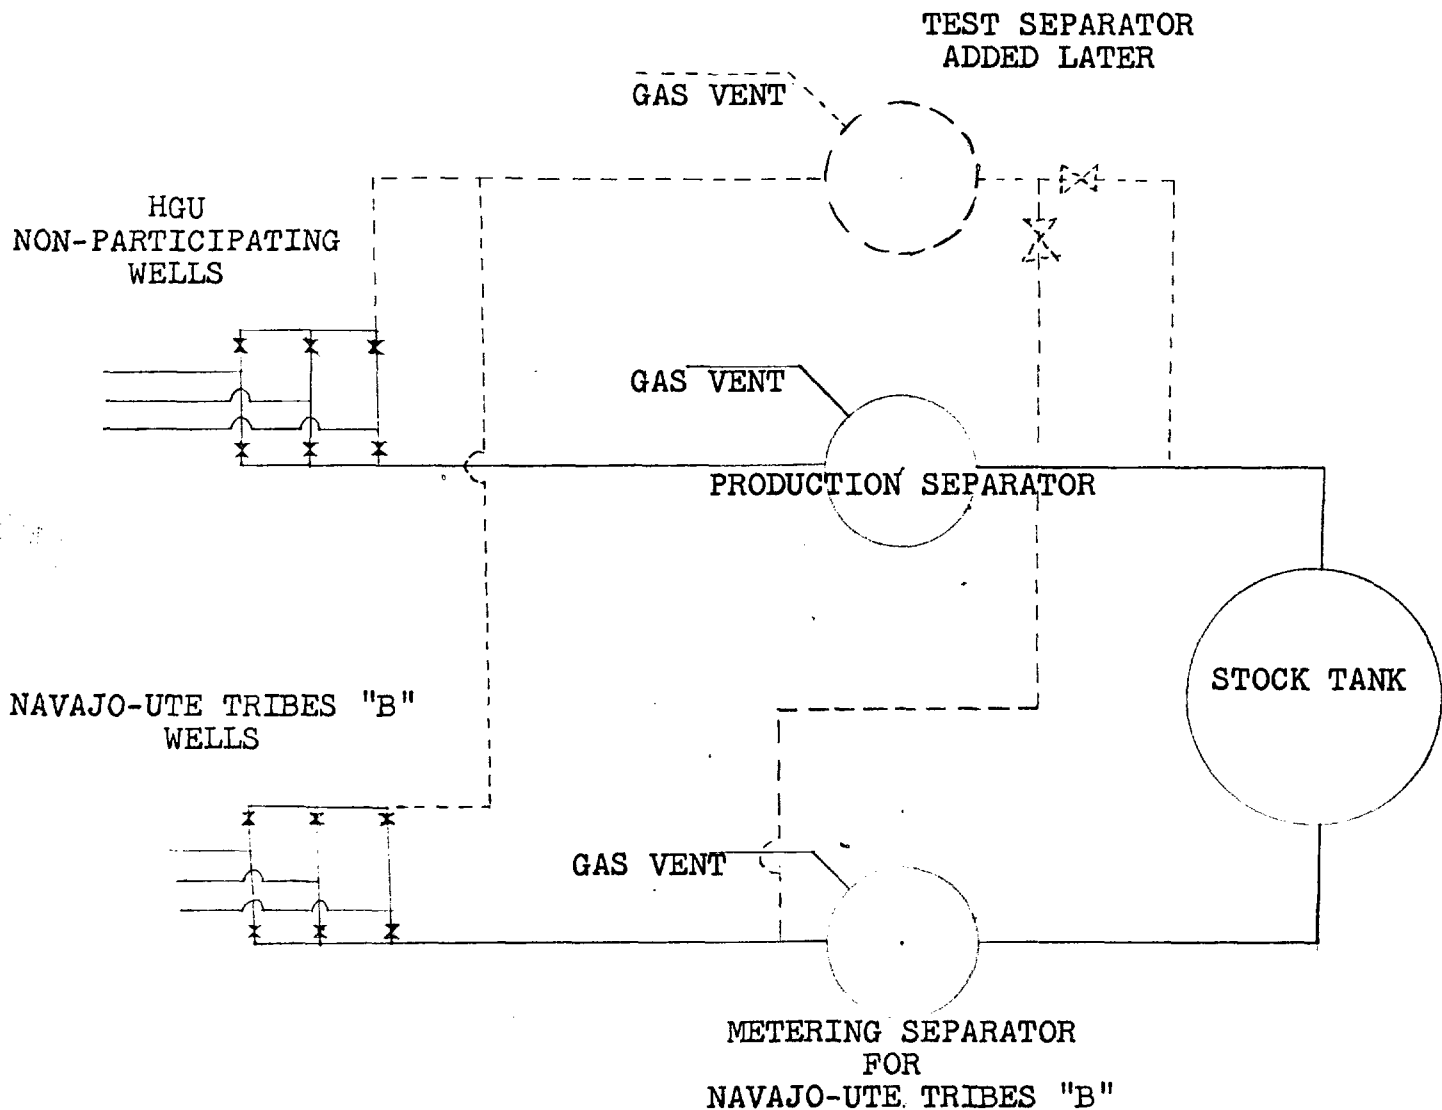 TEST SEPARATOR
ADDED LATER
GAS VENT
HGU
NON-PARTICIPATING
WELLS
GAS VENT
PRODUCTION SEPARATOR
STOCK TANK
NAVAJO-UTE TRIBES "B"
WELLS
GAS VENT
METERING SEPARATOR
FOR
NAVAJO-UTE TRIBES "B"